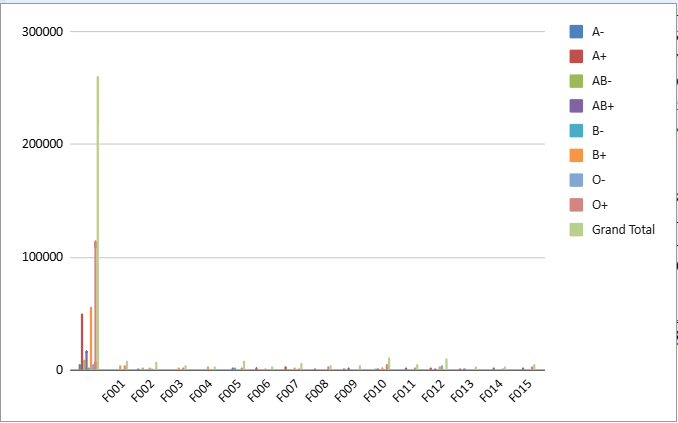 300000
200000
100000
0
F001
F002
F003
F004
F005
F006
F007
F008
F009
F010
F011
F012
F013
F014
F015
A-
A+
AB-
AB+
B-
B+
O-
O+
Grand Total